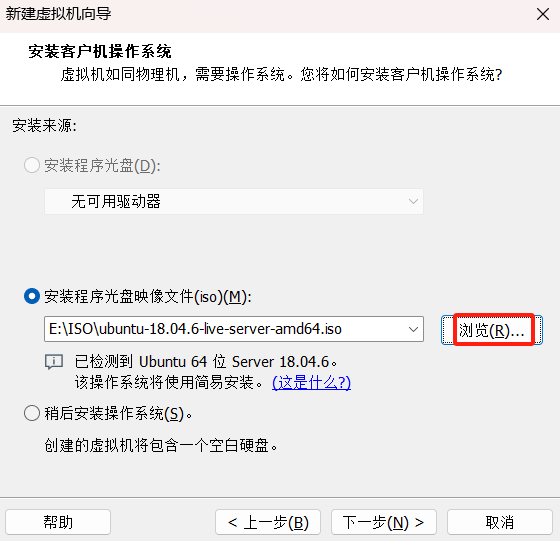 新建虚拟机向导
安装客户机操作系统
虚拟机如同物理机，需要操作系统。您将如何安装客户机操作系统?
安装来源:
安装程序光盘(D):
无可用驱动器
安装程序光盘映像文件(iso)(M):
E:\ISO\ubuntu-18.04.6-live-server-amd64.iso
浏览(R)...
已检测到 Ubuntu 64 位 Server 18.04.6。
该操作系统将使用简易安装。(这是什么?)
稍后安装操作系统(S)。
创建的虚拟机将包含一个空白硬盘。
帮助
< 上一步(B)
下一步(N) >
取消